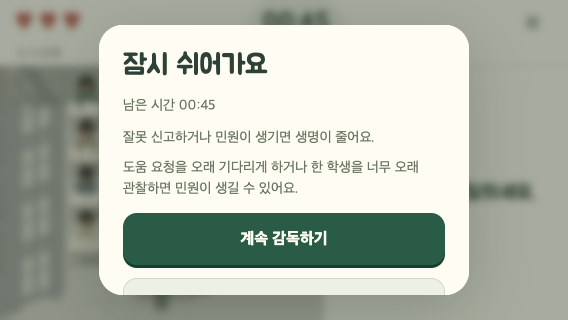 00:45
잠시 쉬어가요
남은 시간 00:45
잘못 신고하거나 민원이 생기면 생명이 줄어요.
도움 요청을 오래 기다리게 하거나 한 학생을 너무 오래
관찰하면 민원이 생길 수 있어요.
계속 감독하기